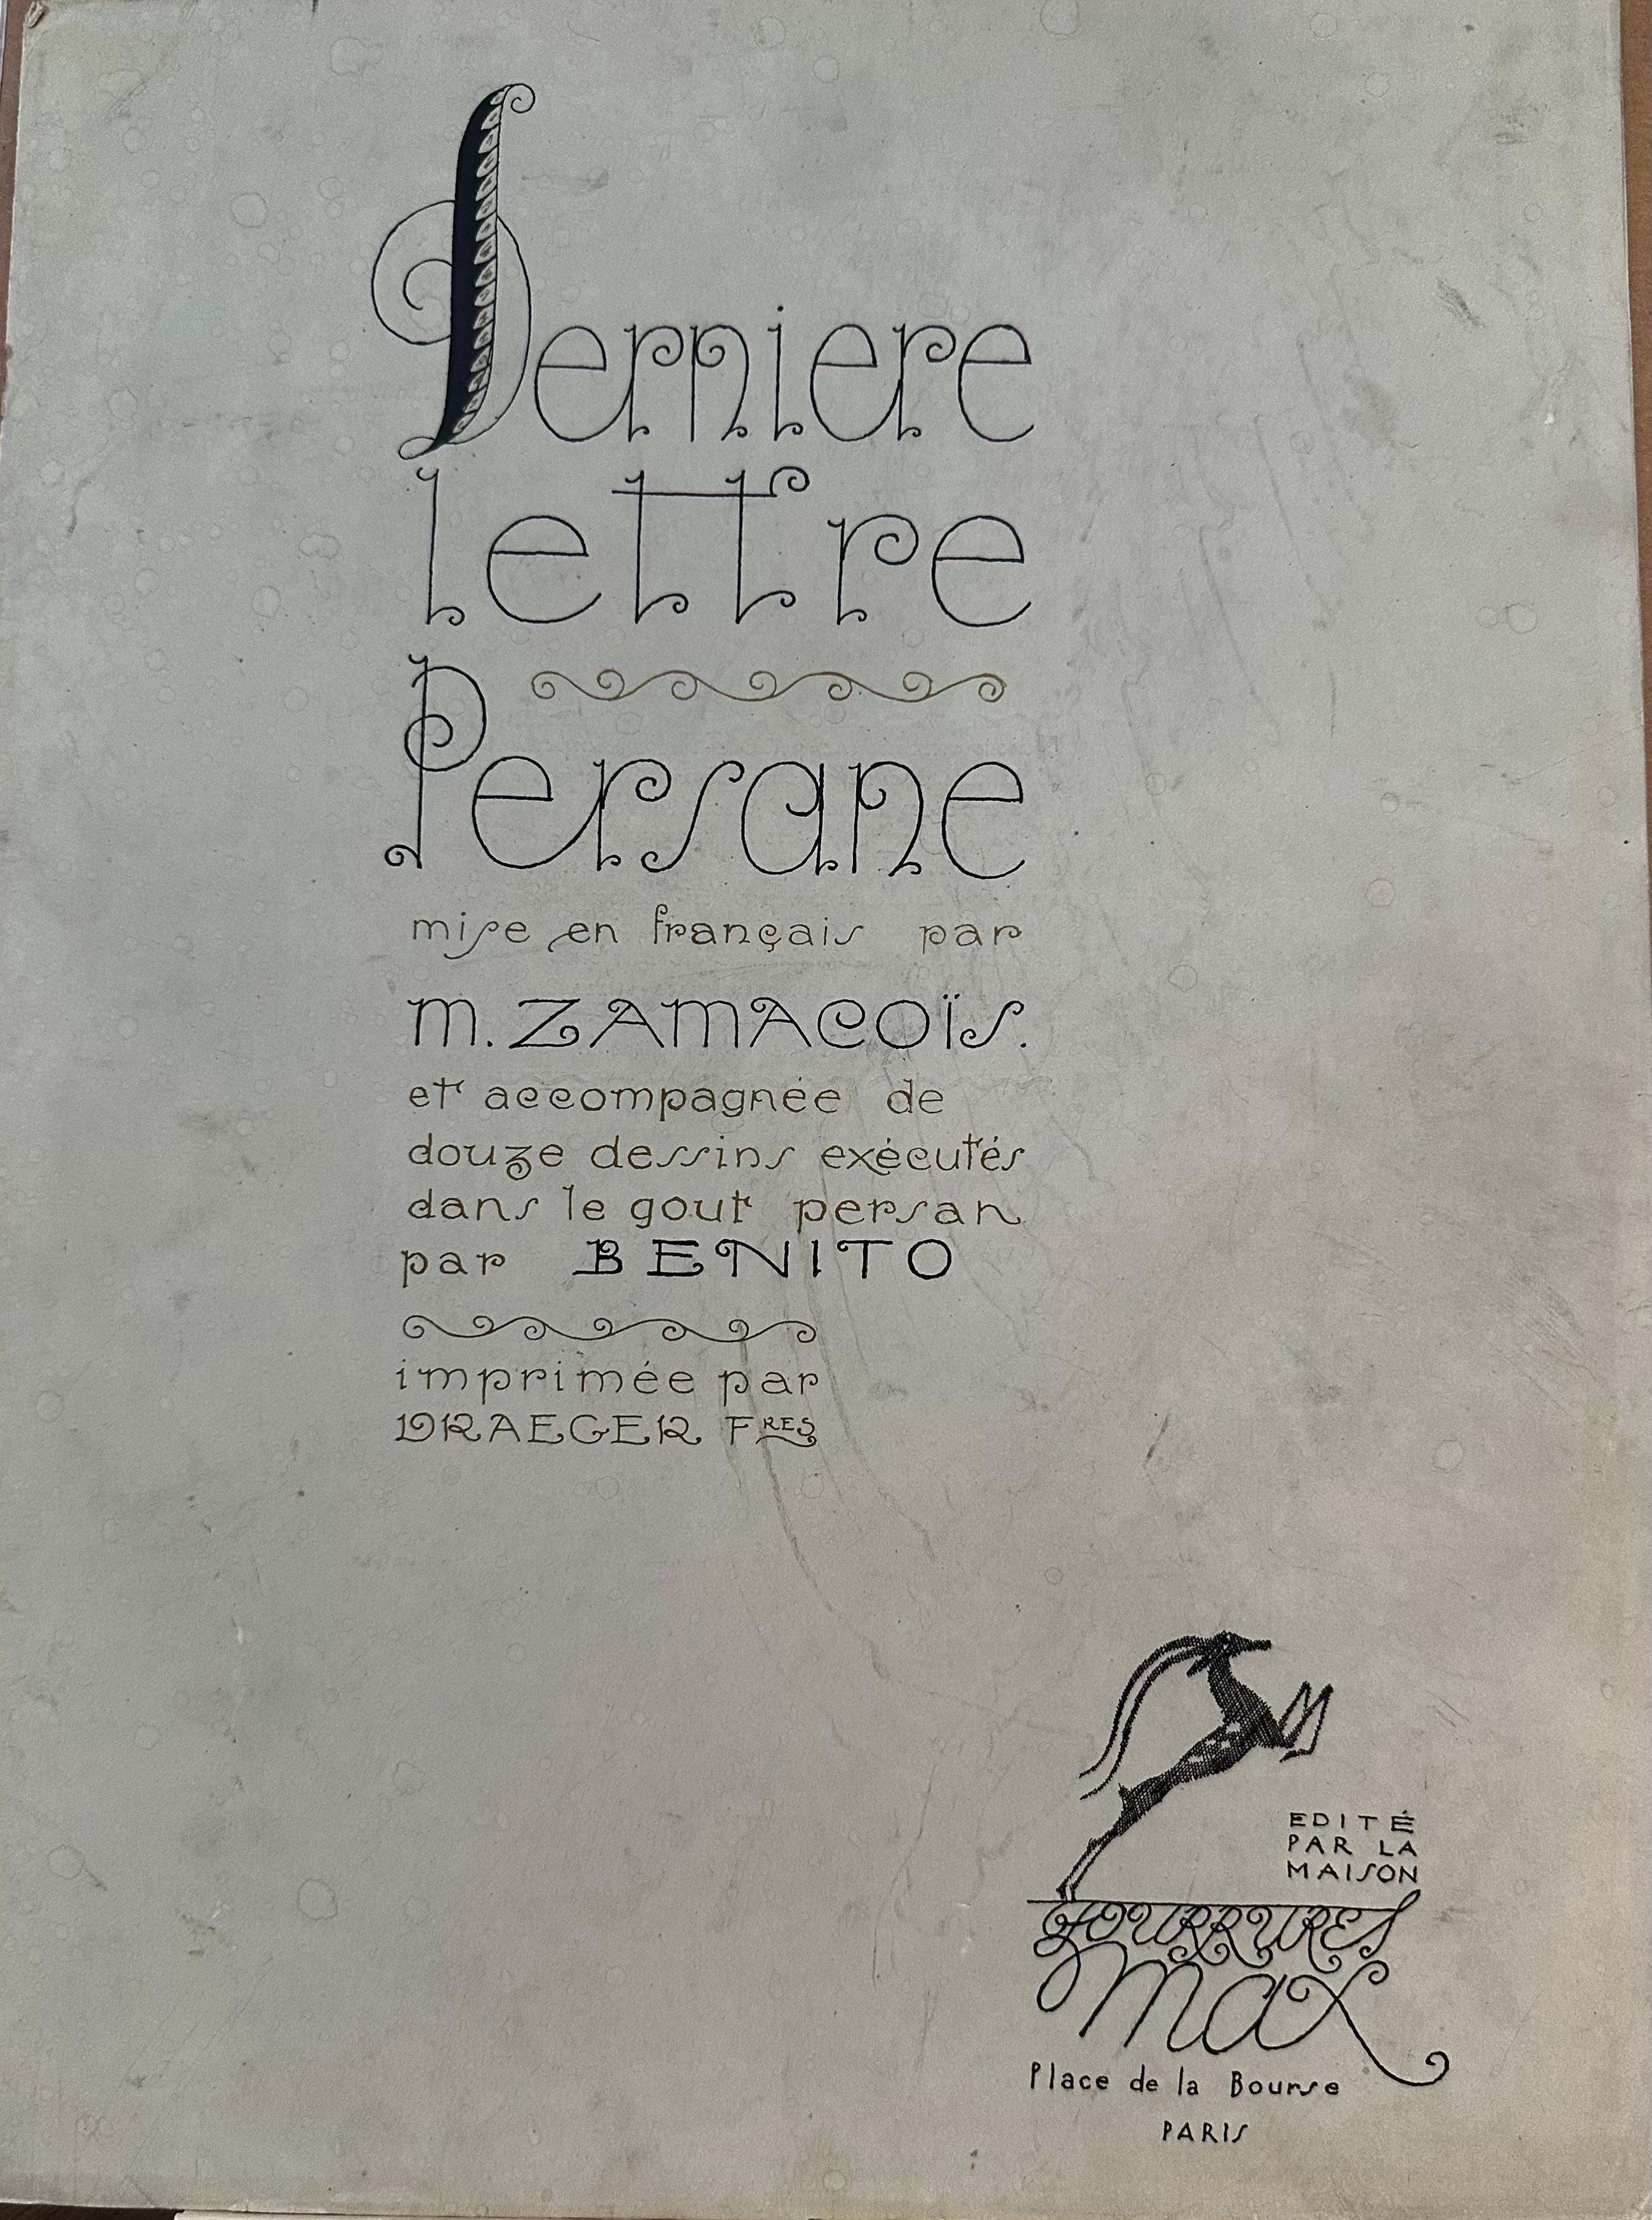 Derniere
lettre
Persane
mise en français par
M. ZAMACOÏS.
et accompagnée de
douze dessins exécutés
dans le gout persan
par BENITO
imprimée par
DRAEGER FRES
EDITÉ
PAR LA
MAISON
FOURRURES
max
Place de la Bourse
PARIS